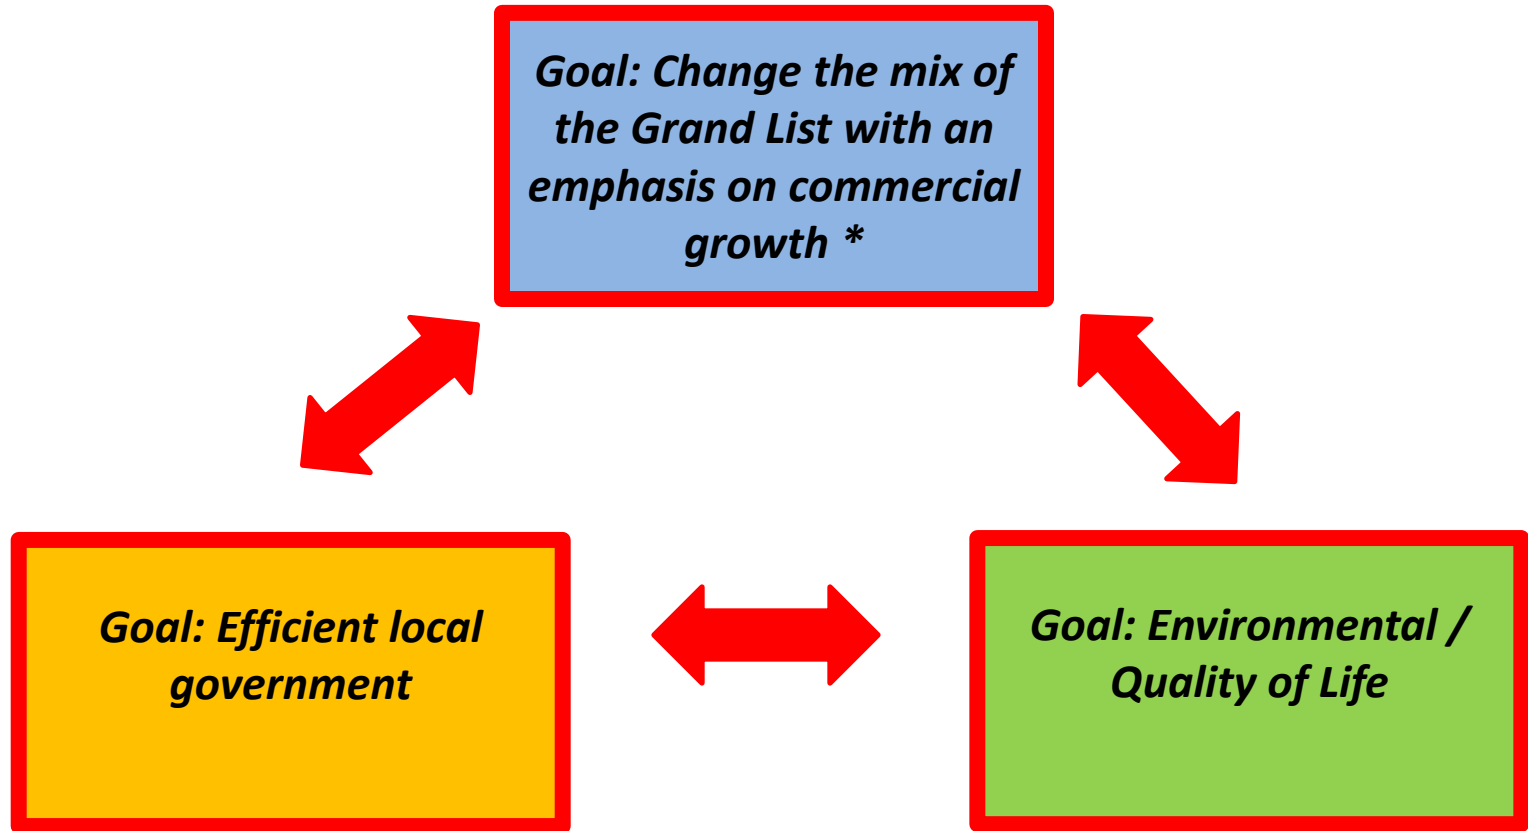 Goal: Change the mix of
the Grand List with an
emphasis on commercial
growth *
Goal: Efficient local
government
Goal: Environmental /
Quality of Life